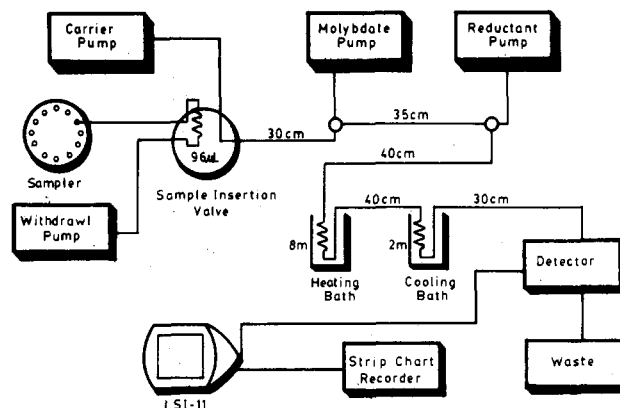 Carrier
Pump
Molybdate
Pump
Reductant
Pump
35cm
30cm
96µL
40cm
Sampler
Sample Insertion
Valve
Withdrawl
Pump
40cm
30cm
8m
2m
Detector
Heating
Bath
Cooling
Bath
Strip Chart
Recorder
Waste
LSI-11